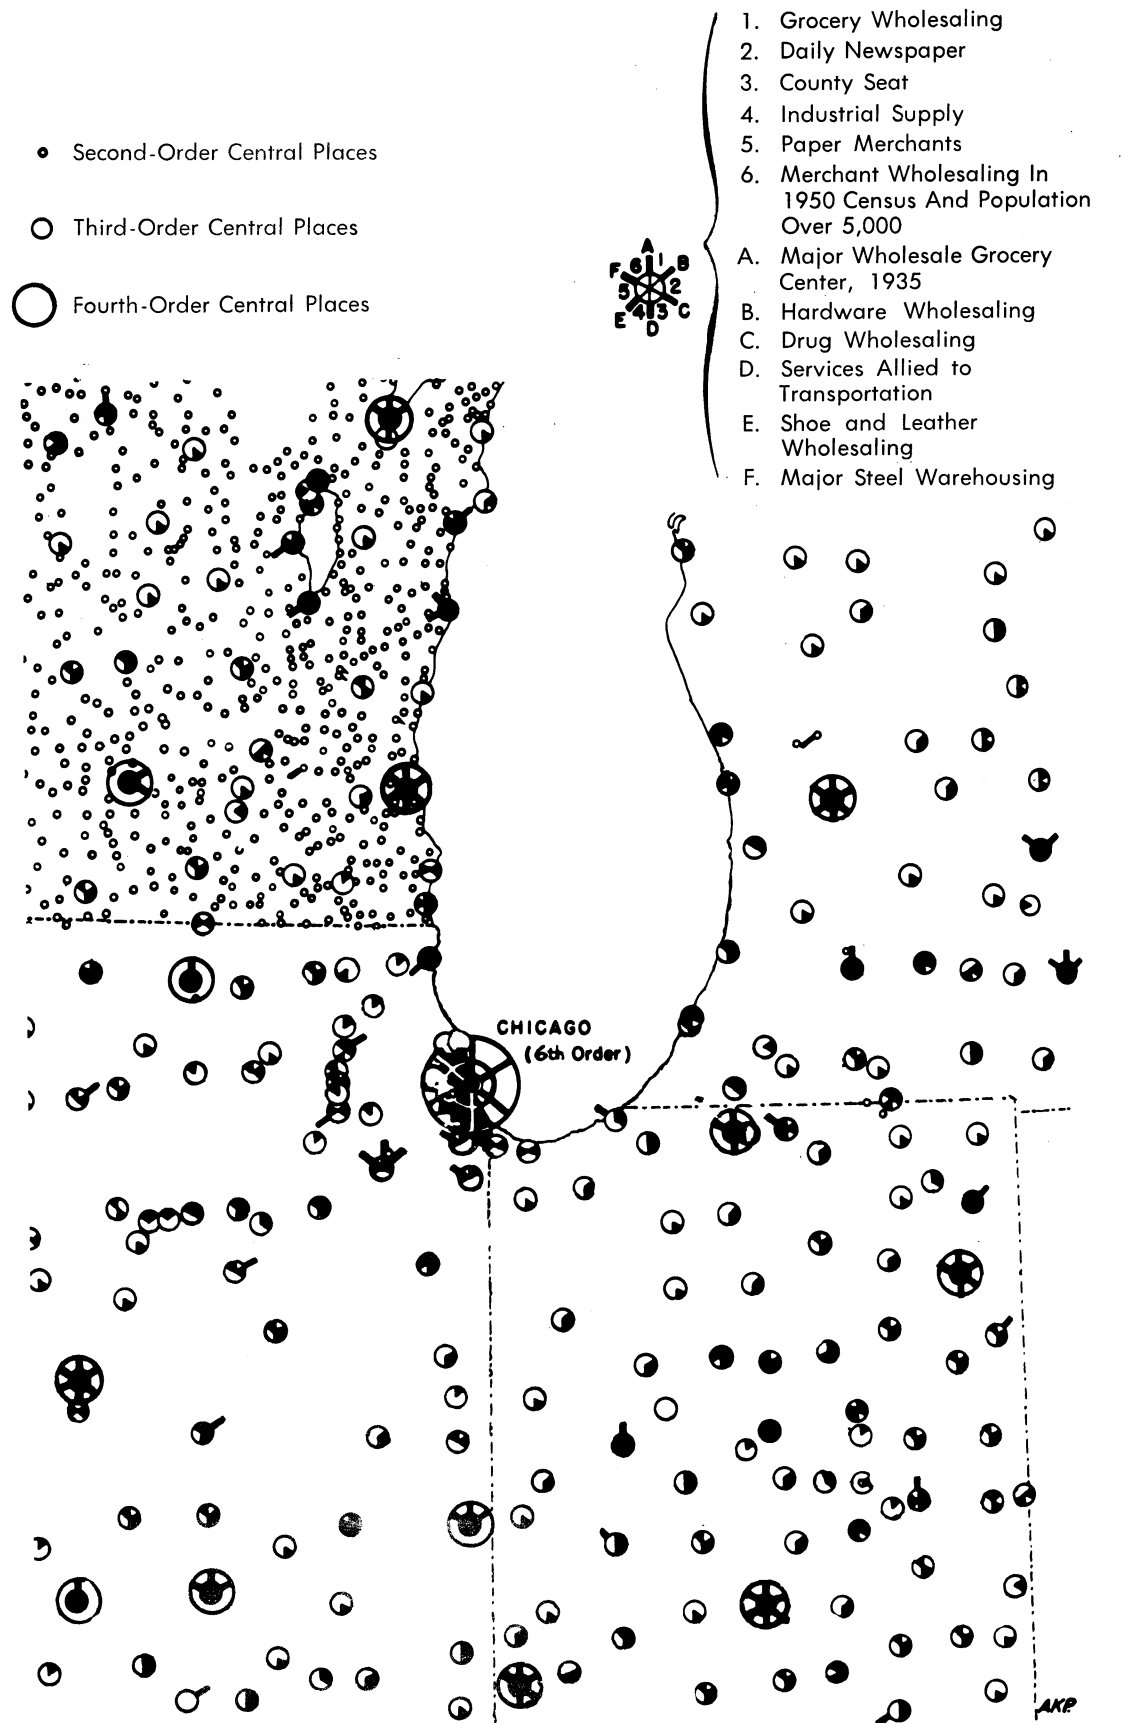 1. Grocery Wholesaling
2. Daily Newspaper
3. County Seat
4. Industrial Supply
5. Paper Merchants
6. Merchant Wholesaling In
1950 Census And Population
Over 5,000
A. Major Wholesale Grocery
Center, 1935
B. Hardware Wholesaling
C. Drug Wholesaling
D. Services Allied to
Transportation
E. Shoe and Leather
Wholesaling
F. Major Steel Warehousing
Second-Order Central Places
Third-Order Central Places
Fourth-Order Central Places
A
F 6 1 B
5 2
E 4 3 C
D
CHICAGO
(6th Order)
AKP.